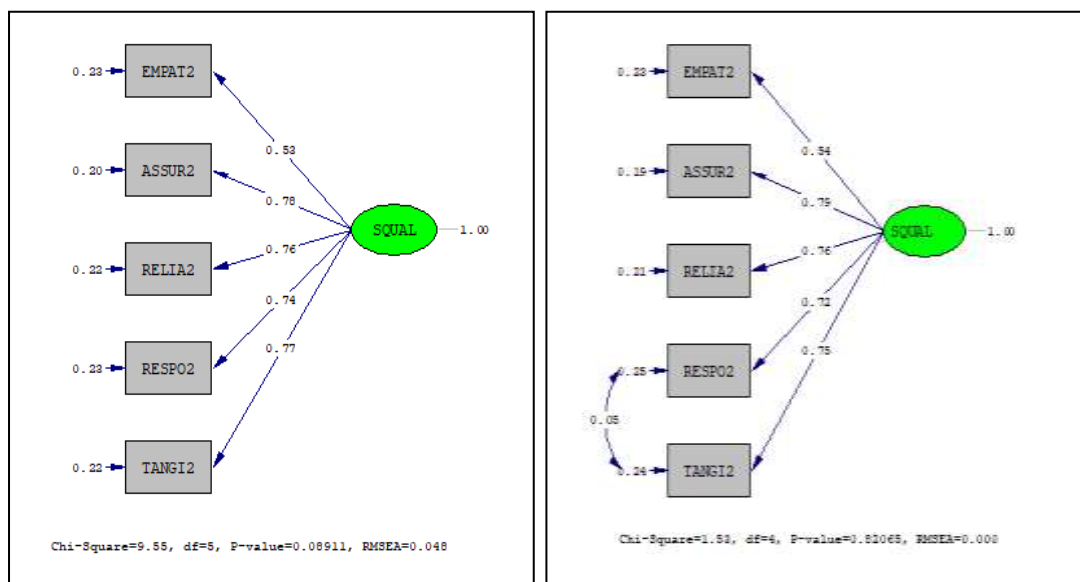 0.23
EMPAT2
0.53
0.20
ASSUR2
0.78
SQUAL
1.00
0.76
0.22
RELIA2
0.74
0.77
0.23
RESPO2
0.22
TANGI2
Chi-Square=9.55, df=5, P-value=0.08911, RMSEA=0.048
0.23
EMPAT2
0.54
0.19
ASSUR2
0.79
SQUAL
1.00
0.76
0.21
RELIA2
0.72
0.75
0.25
RESPO2
0.05
0.24
TANGI2
Chi-Square=1.53, df=4, P-value=0.82065, RMSEA=0.000